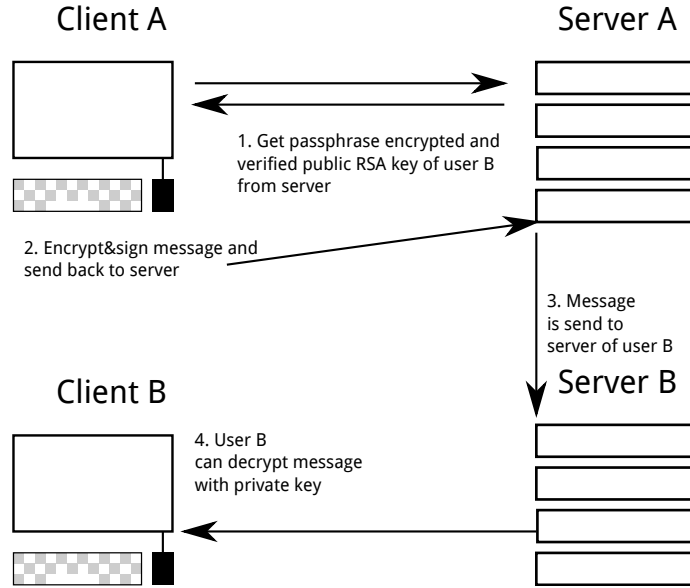 Client A
Server A
1. Get passphrase encrypted and
verified public RSA key of user B
from server
2. Encrypt&sign message and
send back to server
3. Message
is send to
server of user B
Client B
Server B
4. User B
can decrypt message
with private key